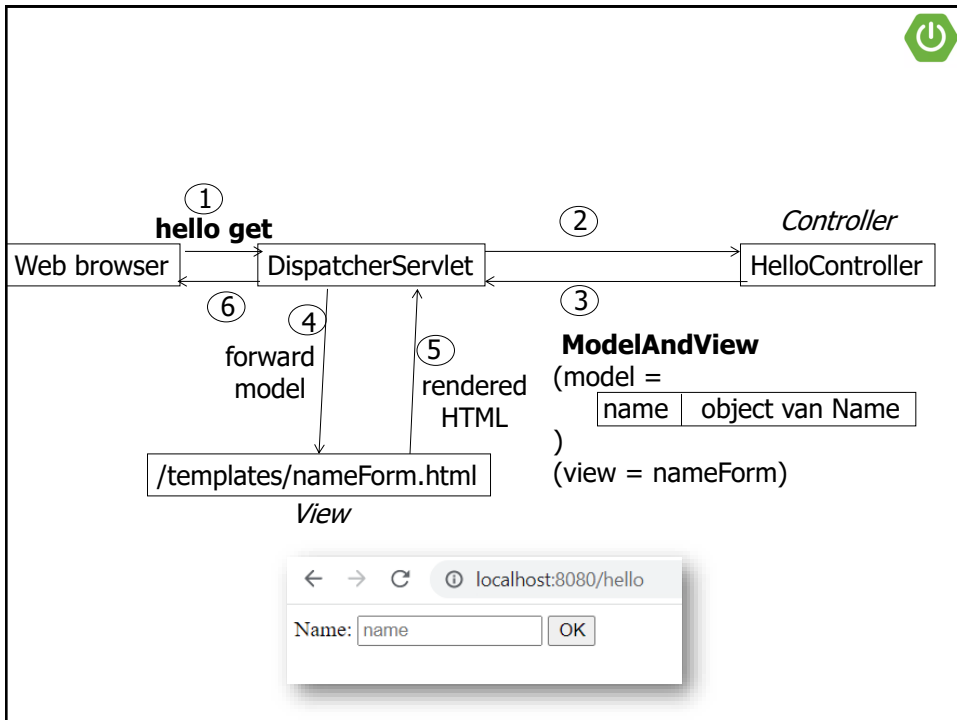 1
hello get
2
Controller
Web browser
DispatcherServlet
HelloController
6
4
3
forward
model
5
rendered
HTML
ModelAndView
(model =
name object van Name
)
(view = nameForm)
/templates/nameForm.html
View
localhost:8080/hello
Name: name OK